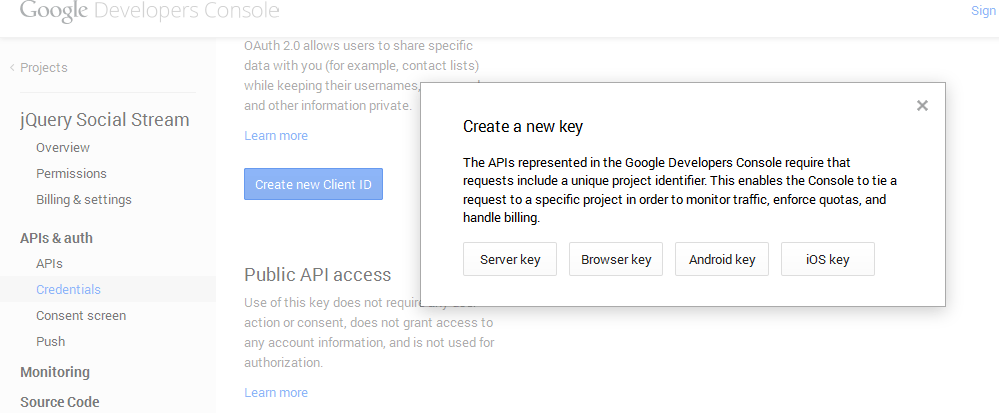 Google Developers Console
Sign
Projects
jQuery Social Stream
Overview
Permissions
Billing & settings
APIs & auth
APIs
Credentials
Consent screen
Push
Monitoring
Source Code
OAuth 2.0 allows users to share specific
data with you (for example, contact lists)
while keeping their usernames,
and other information private.
Learn more
Create new Client ID
Public API access
Use of this key does not require any user
action or consent, does not grant access to
any account information, and is not used for
authorization.
Learn more
Create a new key
The APIs represented in the Google Developers Console require that
requests include a unique project identifier. This enables the Console to tie a
request to a specific project in order to monitor traffic, enforce quotas, and
handle billing.
Server key
Browser key
Android key
iOS key